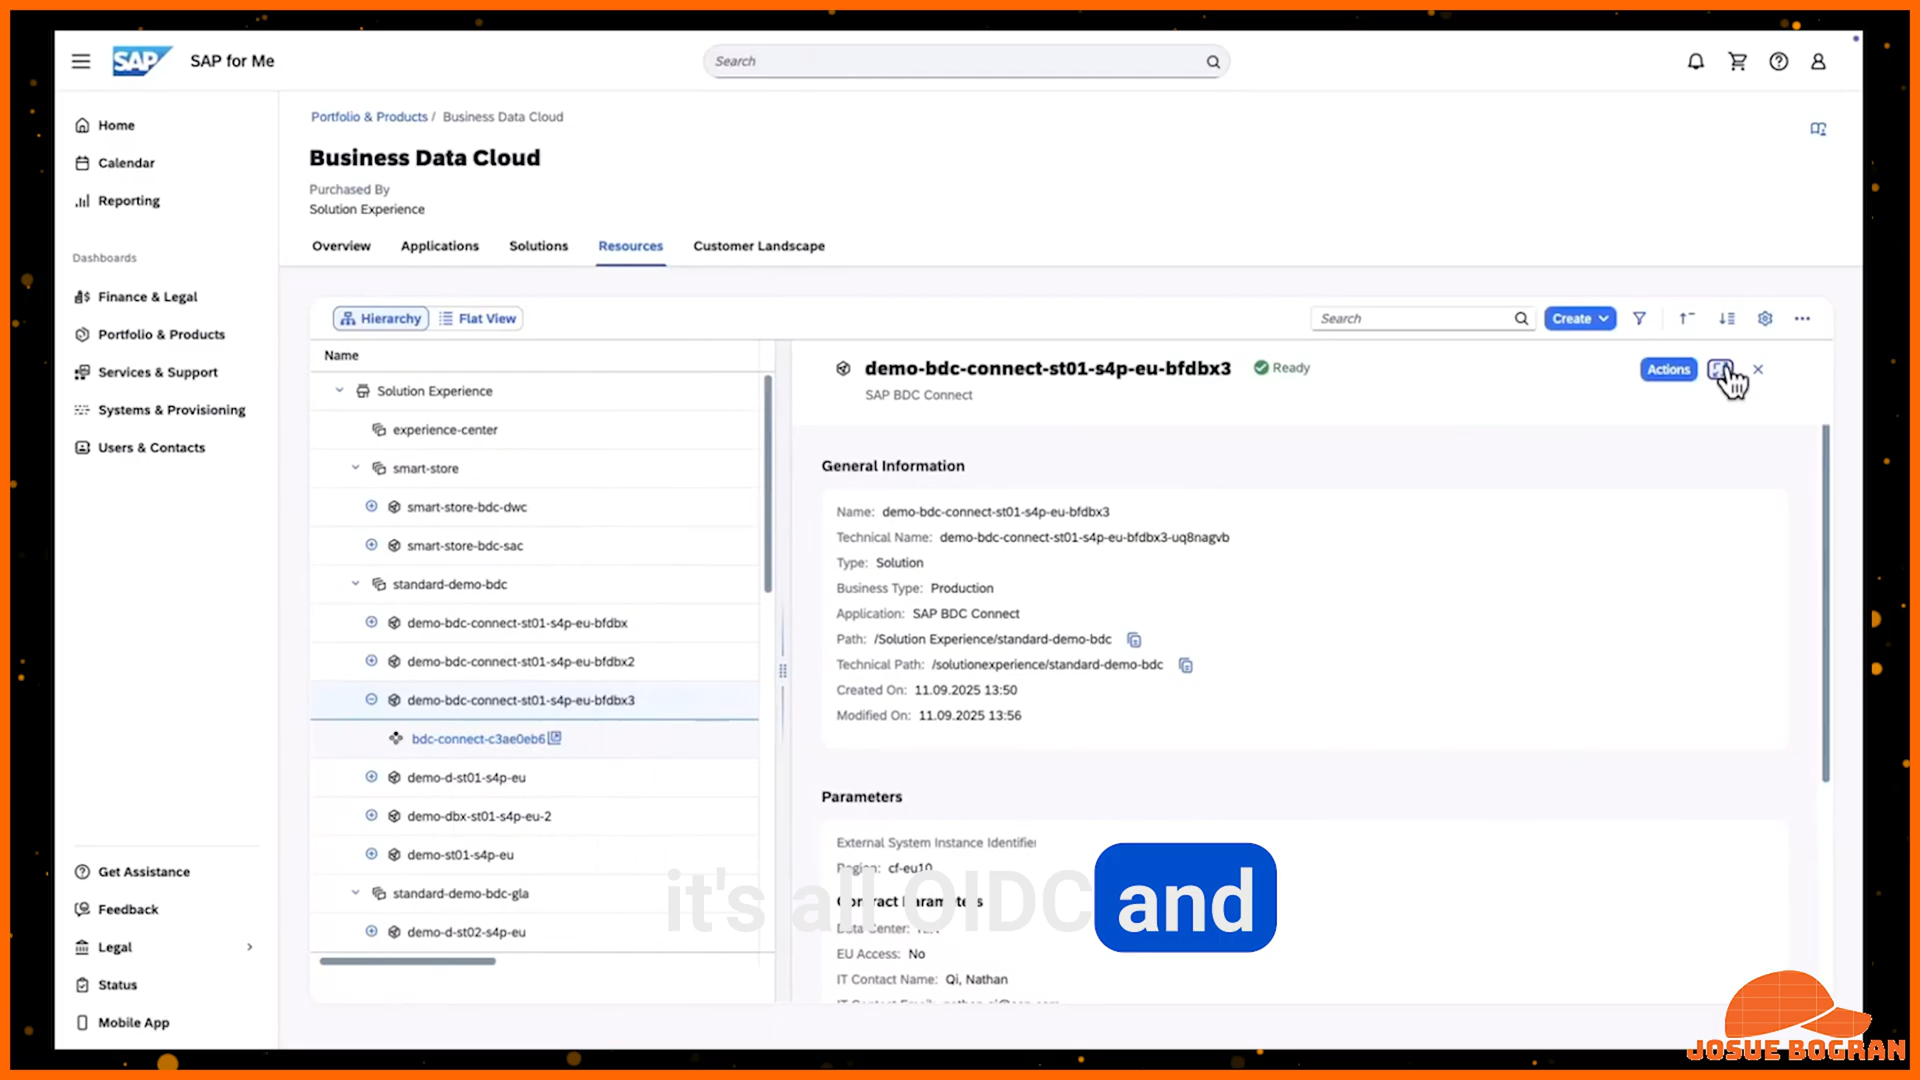 SAP
SAP for Me
Search
Home
Calendar
Reporting
Dashboards
Finance & Legal
Portfolio & Products
Services & Support
Systems & Provisioning
Users & Contacts
Get Assistance
Feedback
Legal
Status
Mobile App
Portfolio & Products / Business Data Cloud
Business Data Cloud
Purchased By
Solution Experience
Overview
Applications
Solutions
Resources
Customer Landscape
Hierarchy
Flat View
Search
Create
Name
Solution Experience
experience-center
smart-store
smart-store-bdc-dwc
smart-store-bdc-sac
standard-demo-bdc
demo-bdc-connect-st01-s4p-eu-bfdbx
demo-bdc-connect-st01-s4p-eu-bfdbx2
demo-bdc-connect-st01-s4p-eu-bfdbx3
bdc-connect-c3ae0eb6
demo-d-st01-s4p-eu
demo-dbx-st01-s4p-eu-2
demo-st01-s4p-eu
standard-demo-bdc-gla
demo-d-st02-s4p-eu
demo-bdc-connect-st01-s4p-eu-bfdbx3
Ready
Actions
SAP BDC Connect
General Information
Name: demo-bdc-connect-st01-s4p-eu-bfdbx3
Technical Name: demo-bdc-connect-st01-s4p-eu-bfdbx3-uq8nagvb
Type: Solution
Business Type: Production
Application: SAP BDC Connect
Path: /Solution Experience/standard-demo-bdc
Technical Path: /solutionexperience/standard-demo-bdc
Created On: 11.09.2025 13:50
Modified On: 11.09.2025 13:56
Parameters
External System Instance Identifier
Region: cf-eu10
Contract Parameters
Data Center:
EU Access: No
IT Contact Name: Qi, Nathan
it's all OIDC and
JOSUE BOGRAN